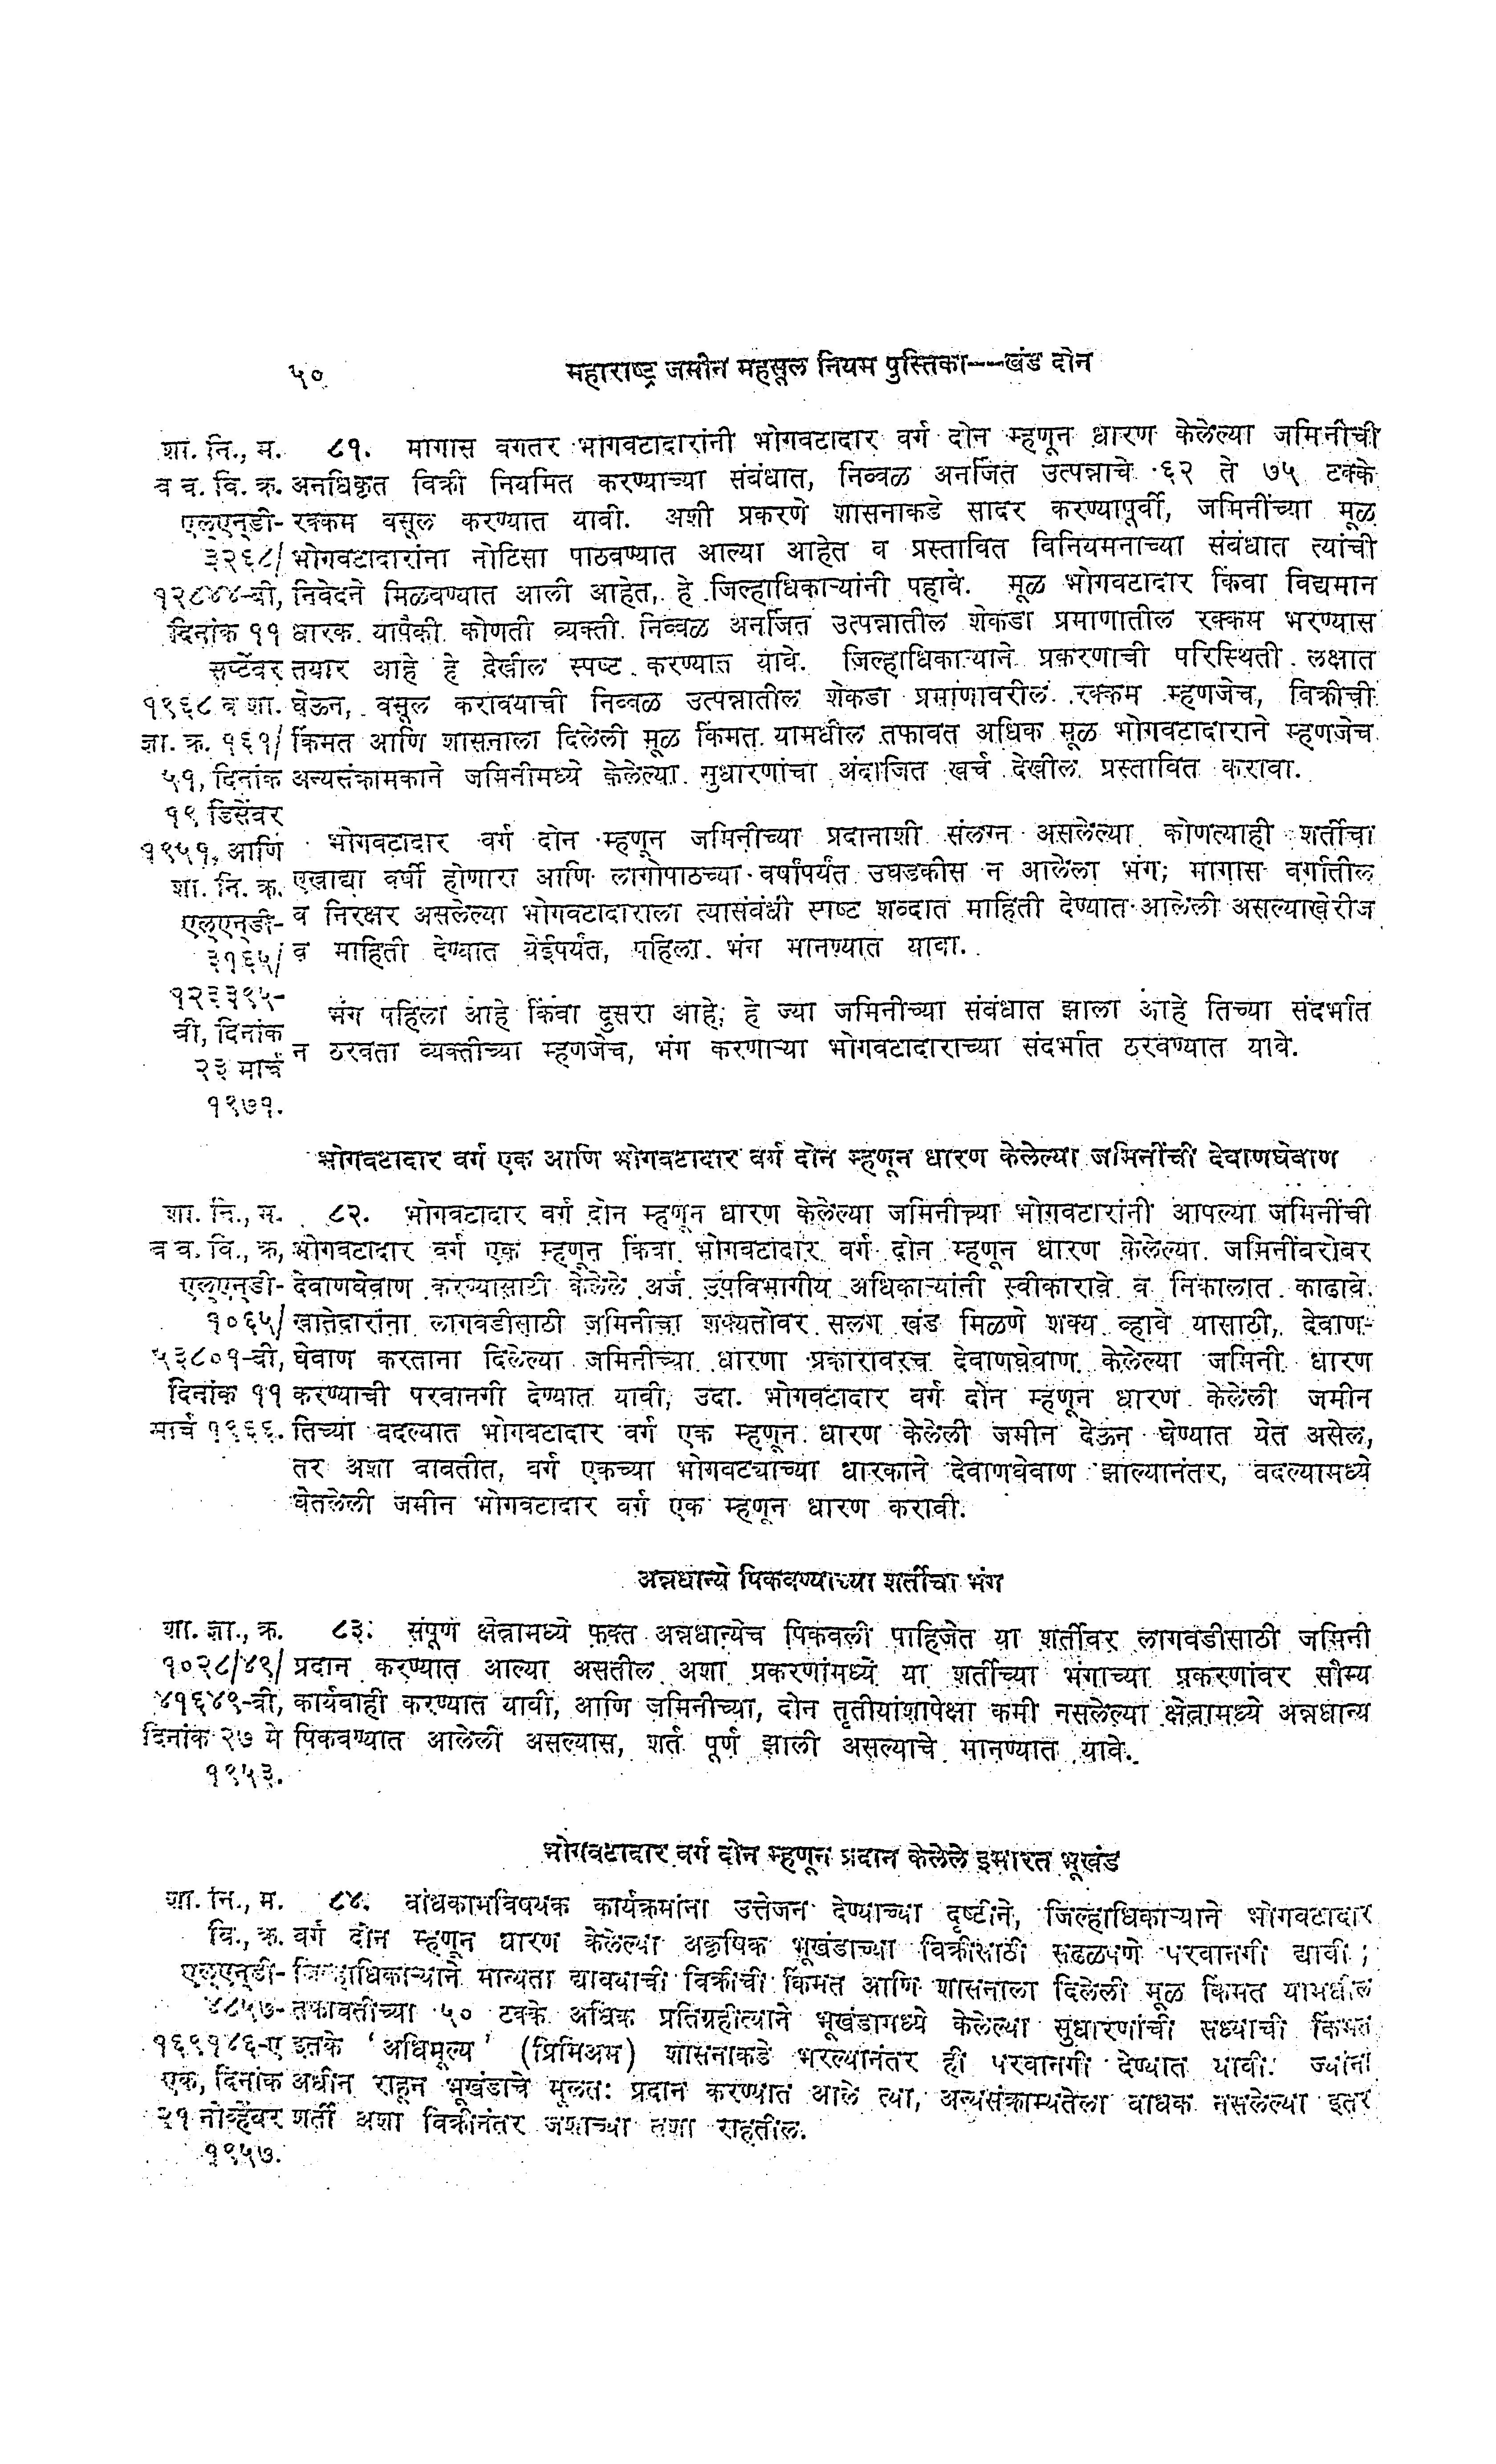 ५० महाराष्ट्र जमीन महसूल नियम पुस्तिका---खंड दोन
शा. नि., म. ८१. मागास वगतर भोगवटादारांनी भोगवटादार वर्ग दोन म्हणून धारण केलेल्या जमिनीची
व व. वि. क्र. अनधिकृत विक्री नियमित करण्याच्या संबंधात, निव्वळ अनर्जित उत्पन्नाचे ६२ ते ७५ टक्के
एल्एन्डी- रक्कम वसूल करण्यात यावी. अशी प्रकरणे शासनाकडे सादर करण्यापूर्वी, जमिनींच्या मूळ
३२६८/ भोगवटादारांना नोटिसा पाठवण्यात आल्या आहेत व प्रस्तावित विनियमनाच्या संबंधात त्यांची
१२८४४-बी, निवेदने मिळवण्यात आली आहेत, हे जिल्हाधिकाऱ्यांनी पहावे. मूळ भोगवटादार किंवा विद्यमान
दिनांक ११ धारक यापैकी कोणती व्यक्ती निव्वळ अनर्जित उत्पन्नातील शेकडा प्रमाणातील रक्कम भरण्यास
सप्टेंबर तयार आहे हे देखील स्पष्ट करण्यात यावे. जिल्हाधिकाऱ्याने प्रकरणाची परिस्थिती लक्षात
१९६८ व शा. घेऊन, वसूल करावयाची निव्वळ उत्पन्नातील शेकडा प्रमाणावरील रक्कम म्हणजेच, विक्रीची
ज्ञा. क्र. १६१/ किंमत आणि शासनाला दिलेली मूळ किंमत यामधील तफावत अधिक मूळ भोगवटादाराने म्हणजेच
५१, दिनांक अन्यसंक्रामकाने जमिनीमध्ये केलेल्या सुधारणांचा अंदाजित खर्च देखील प्रस्तावित करावा.
१९ डिसेंबर
१९५१, आणि भोगवटादार वर्ग दोन म्हणून जमिनीच्या प्रदानाशी संलग्न असलेल्या कोणत्याही शर्तीचा
शा. नि. क्र. एखाद्या वर्षी होणारा आणि लागोपाठच्या वर्षापर्यंत उघडकीस न आलेला भंग; मागास वर्गातील
एल्एन्डी- व निरक्षर असलेल्या भोगवटादाराला त्यासंबंधी स्पष्ट शब्दात माहिती देण्यात आलेली असल्याखेरीज
३१६५/ व माहिती देण्यात येईपर्यंत, पहिला भंग मानण्यात यावा.
१२३३९५-
बी, दिनांक भंग पहिला आहे किंवा दुसरा आहे; हे ज्या जमिनीच्या संबंधात झाला आहे तिच्या संदर्भात
२३ मार्च न ठरवता व्यक्तीच्या म्हणजेच, भंग करणाऱ्या भोगवटादाराच्या संदर्भात ठरवण्यात यावे.
१९७१.
भोगवटादार वर्ग एक आणि भोगवटादार वर्ग दोन म्हणून धारण केलेल्या जमिनींची देवाणघेवाण
शा. नि., म. ८२. भोगवटादार वर्ग दोन म्हणून धारण केलेल्या जमिनीच्या भोगवटारांनी आपल्या जमिनींची
व व. वि., क्र, भोगवटादार वर्ग एक म्हणून किंवा भोगवटादार वर्ग दोन म्हणून धारण केलेल्या जमिनींबरोबर
एल्एन्डी- देवाणघेवाण करण्यासाठी केलेले अर्ज उपविभागीय अधिकाऱ्यांनी स्वीकारावे व निकालात काढावे.
१०६५/ खातेदारांना लागवडीसाठी जमिनीचा शक्यतोवर सलग खंड मिळणे शक्य व्हावे यासाठी, देवाण-
५३८०१-बी, घेवाण करताना दिलेल्या जमिनीच्या धारणा प्रकारावरच देवाणघेवाण केलेल्या जमिनी धारण
दिनांक ११ करण्याची परवानगी देण्यात यावी, उदा. भोगवटादार वर्ग दोन म्हणून धारण केलेली जमीन
मार्च १९६६. तिच्या बदल्यात भोगवटादार वर्ग एक म्हणून धारण केलेली जमीन देऊन घेण्यात येत असेल,
तर अशा बाबतीत, वर्ग एकच्या भोगवट्याच्या धारकाने देवाणघेवाण झाल्यानंतर, बदल्यामध्ये
घेतलेली जमीन भोगवटादार वर्ग एक म्हणून धारण करावी.
अन्नधान्ये पिकवण्याच्या शर्तीचा भंग
शा. ज्ञा., क्र. ८३. संपूर्ण क्षेत्रामध्ये फक्त अन्नधान्येच पिकवली पाहिजेत या शर्तीवर लागवडीसाठी जमिनी
१०२८/४९/ प्रदान करण्यात आल्या असतील अशा प्रकरणांमध्ये या शर्तीच्या भंगाच्या प्रकरणांवर सौम्य
४१६४९-बी, कार्यवाही करण्यात यावी, आणि जमिनीच्या, दोन तृतीयांशापेक्षा कमी नसलेल्या क्षेत्रामध्ये अन्नधान्य
दिनांक २७ मे पिकवण्यात आलेली असल्यास, शर्त पूर्ण झाली असल्याचे मानण्यात यावे.
१९५३.
भोगवटादार वर्ग दोन म्हणून प्रदान केलेले इमारत भूखंड
शा. नि., म. ८४. बांधकामविषयक कार्यक्रमांना उत्तेजन देण्याच्या दृष्टीने, जिल्हाधिकाऱ्याने भोगवटादार
वि., क्र. वर्ग दोन म्हणून धारण केलेल्या अकृषिक भूखंडाच्या विक्रीसाठी सढळपणे परवानगी द्यावी;
एल्एन्डी- जिल्हाधिकाऱ्याने मान्यता द्यावयाची विक्रीची किंमत आणि शासनाला दिलेली मूळ किंमत यामधील
४८५७- तफावतीच्या ५० टक्के अधिक प्रतिग्रहीत्याने भूखंडामध्ये केलेल्या सुधारणांची सध्याची किंमत
१६९१४६-ए इतके 'अधिमूल्य' (प्रिमिअम) शासनाकडे भरल्यानंतर ही परवानगी देण्यात यावी. ज्यांना
एक, दिनांक अधीन राहून भूखंडाचे मूलतः प्रदान करण्यात आले त्या, अन्यसंक्राम्यतेला बाधक नसलेल्या इतर
२१ नोव्हेंबर शर्ती अशा विक्रीनंतर जशाच्या तशा राहतील.
१९५७.